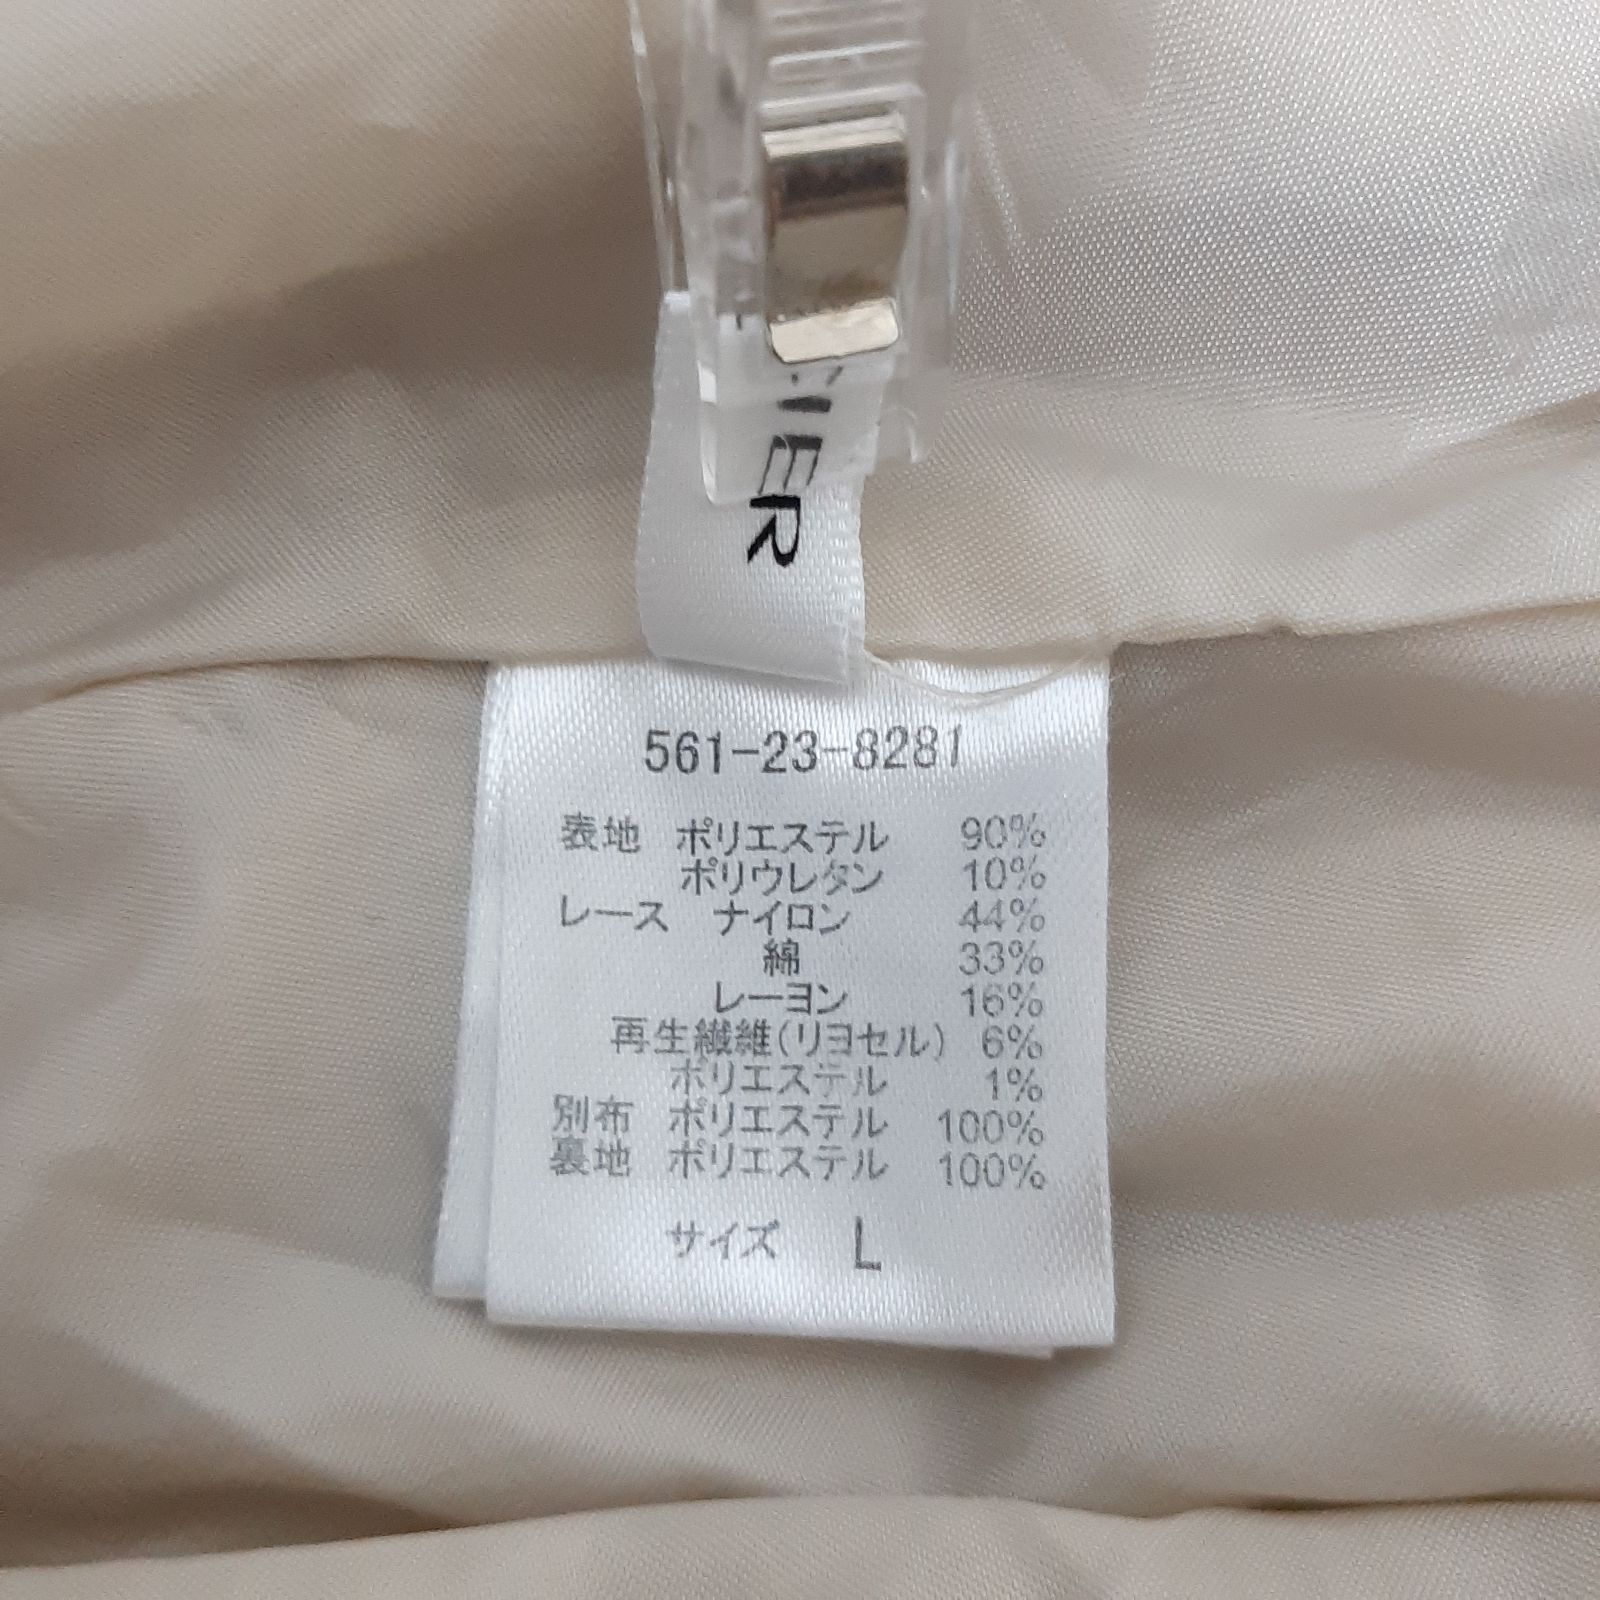 561-23-8281
表地 ポリエステル 90%
ポリウレタン 10%
レース ナイロン 44%
綿 33%
レーヨン 16%
再生繊維(リヨセル) 6%
ポリエステル 1%
別布 ポリエステル 100%
裏地 ポリエステル 100%
サイズ L